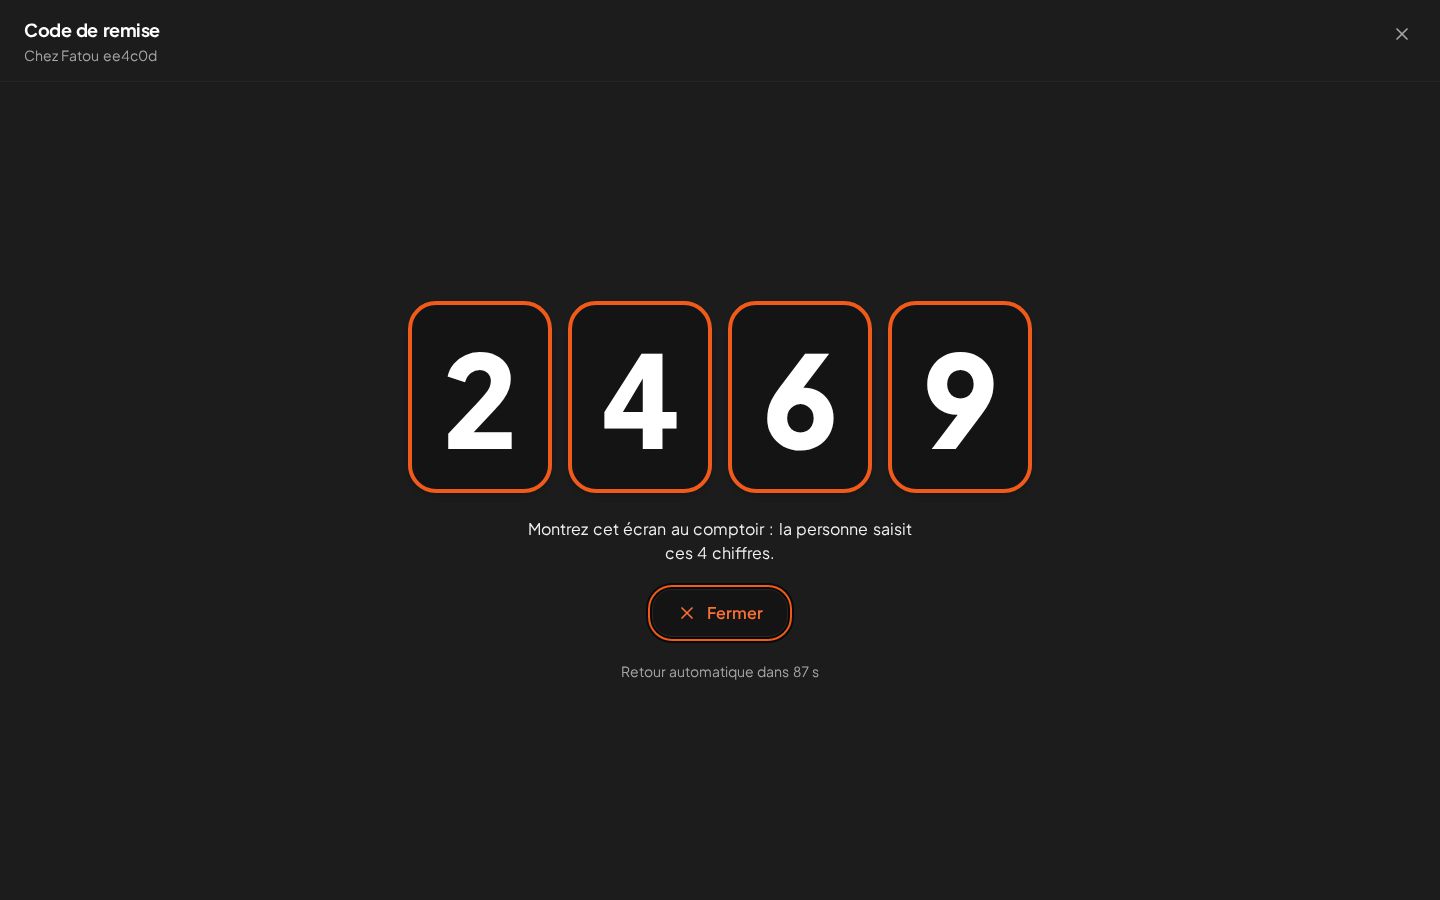 Code de remise
Chez Fatou ee4c0d
2 4 6 9
Montrez cet écran au comptoir : la personne saisit
ces 4 chiffres.
Fermer
Retour automatique dans 87 s